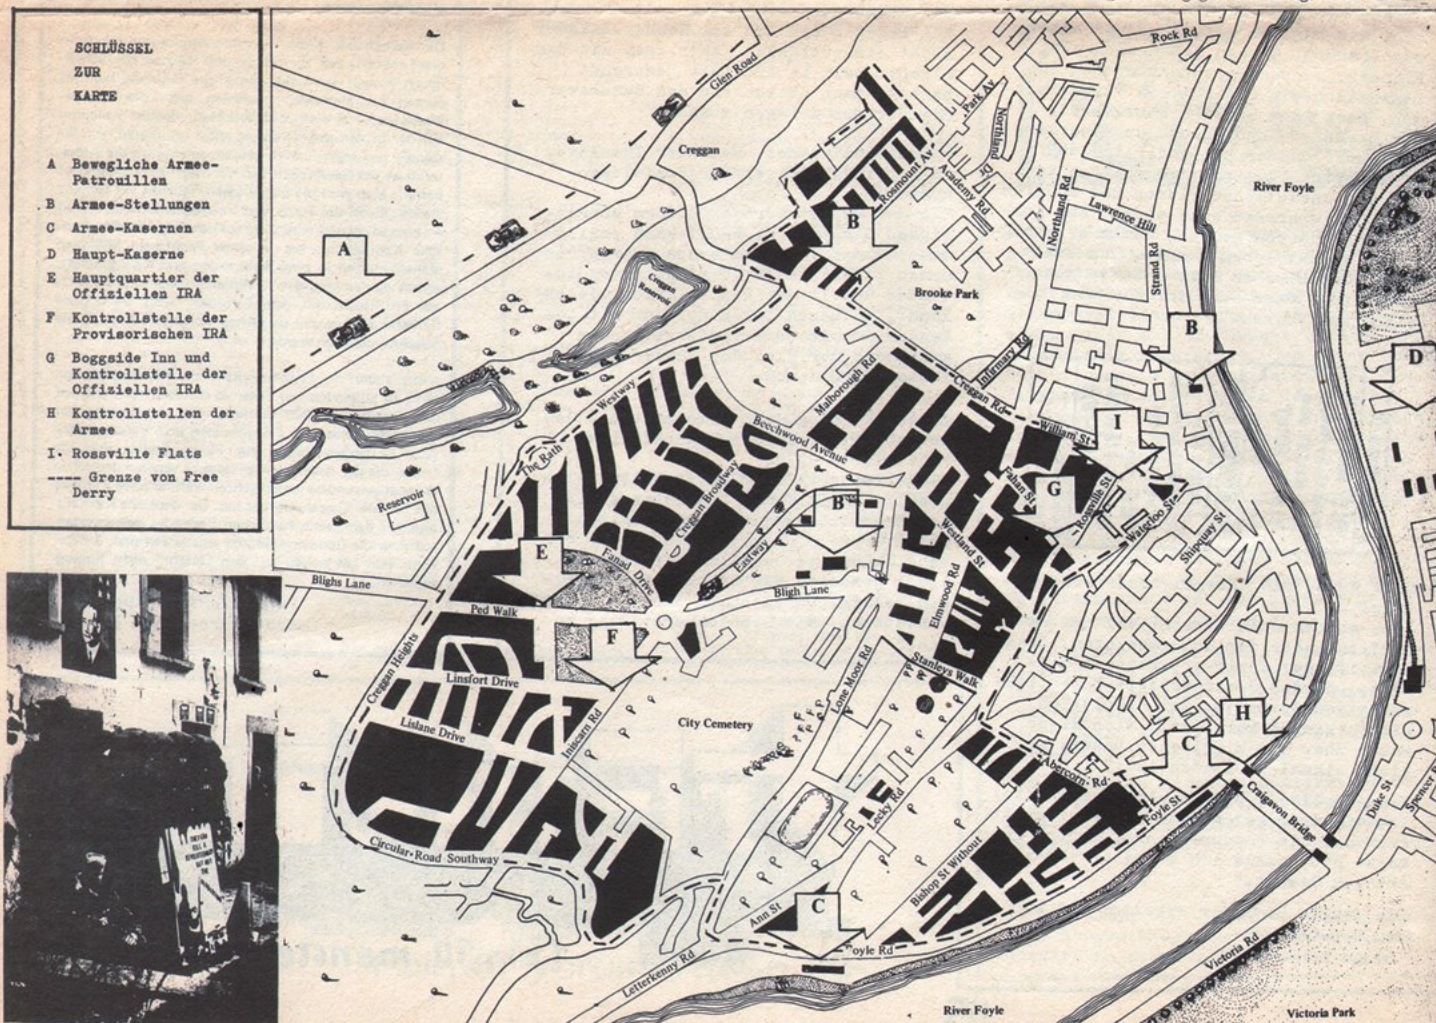 SCHLÜSSEL
ZUR
KARTE
A Bewegliche Armee-
Patrouillen
B Armee-Stellungen
C Armee-Kasernen
D Haupt-Kaserne
E Hauptquartier der
Offiziellen IRA
F Kontrollstelle der
Provisorischen IRA
G Boggside Inn und
Kontrollstelle der
Offiziellen IRA
H Kontrollstellen der
Armee
I. Rossville Flats
---- Grenze von Free
Derry
Rock Rd
Glen Road
Park Av
Northland
Dr
Creggan
Rosmount Av
Academy Rd
Northland Rd
Lawrence Hill
River Foyle
A
B
Strand Rd
Creggan
Reservoir
Brooke Park
B
D
Infirmary Rd
Malborough Rd
Creggan Rd
Westway
William St
I
Beechwood Avenue
The Rath
Creggan Broadway
Fahan St
G
Rossville St
Waterloo St
Reservoir
B
Shipquay St
Westland St
E
Fanad Drive
Eastway
Elmwood Rd
Blighs Lane
Bligh Lane
Ped Walk
F
Stanleys Walk
Creggan Heights
Linsfort Drive
Lone Moor Rd
Lislane Drive
Iniscarn Rd
City Cemetery
H
C
Abercorn Rd
Craigavon Bridge
Duke St
Foyle St
Lecky Rd
Circular-Road Southway
Bishop St Without
Ann St
C
oyle Rd
Letterkenny Rd
Victoria Rd
River Foyle
Victoria Park